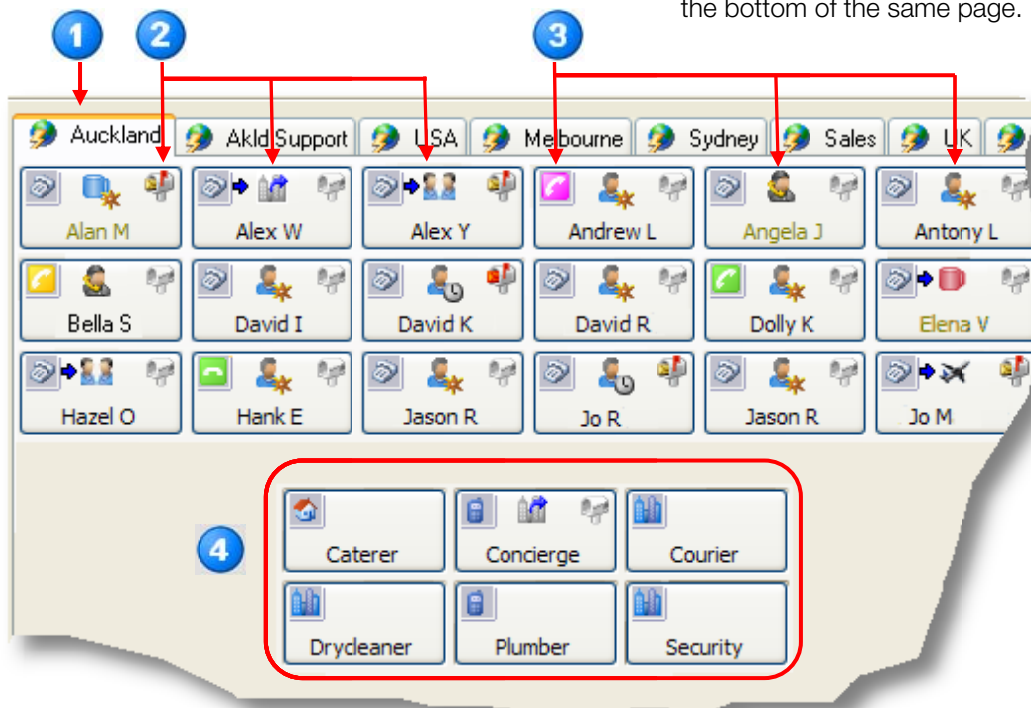 the bottom of the same page.
1 2 3
Auckland Akld Support USA Melbourne Sydney Sales UK
Alan M Alex W Alex Y Andrew L Angela J Antony L
Bella S David I David K David R Dolly K Elena V
Hazel O Hank E Jason R Jo R Jason R Jo M
4
Caterer Concierge Courier
Drycleaner Plumber Security